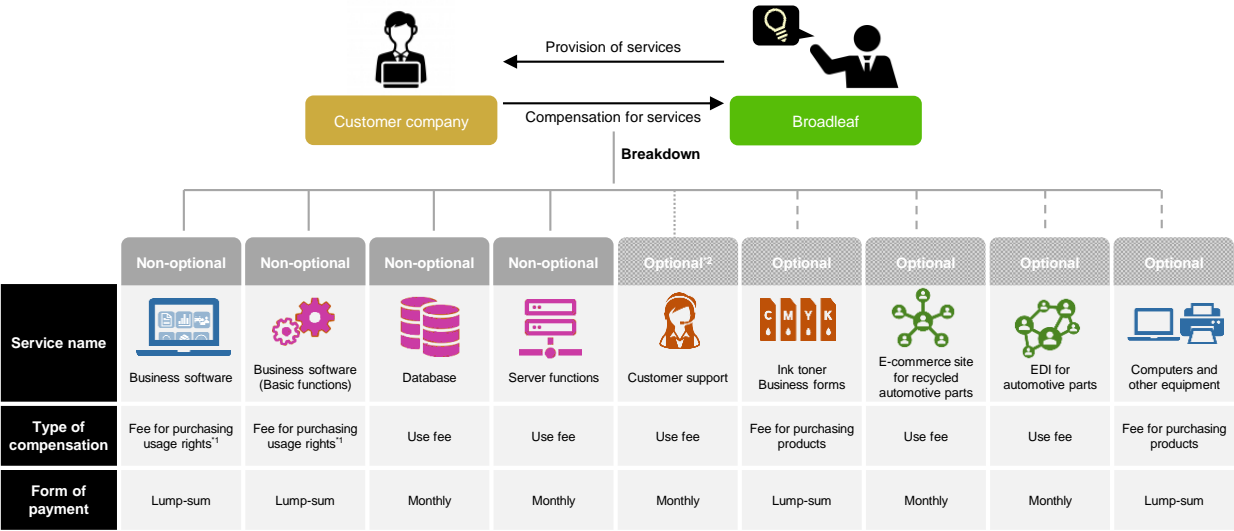 Provision of services
Customer company
Compensation for services
Broadleaf
Breakdown
Non-optional
Non-optional
Non-optional
Non-optional
Optional*2
Optional
Optional
Optional
Optional
Service name
Business software
Business software
(Basic functions)
Database
Server functions
Customer support
C M Y K
Ink toner
Business forms
E-commerce site
for recycled
automotive parts
EDI for
automotive parts
Computers and
other equipment
Type of
compensation
Fee for purchasing
usage rights*1
Fee for purchasing
usage rights*1
Use fee
Use fee
Use fee
Fee for purchasing
products
Use fee
Use fee
Fee for purchasing
products
Form of
payment
Lump-sum
Lump-sum
Monthly
Monthly
Monthly
Lump-sum
Monthly
Monthly
Lump-sum